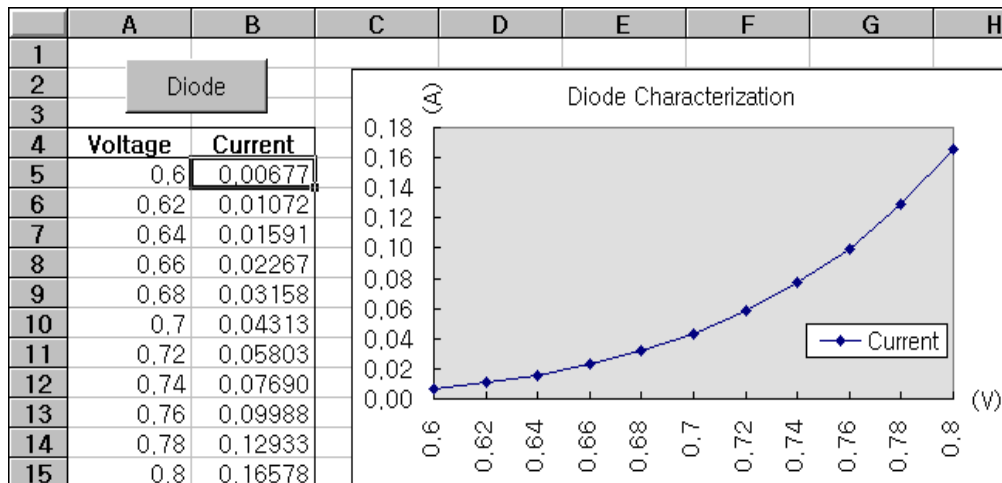 A B C D E F G H
1
2 Diode
3
4 Voltage Current
5 0,6 0,00677
6 0,62 0,01072
7 0,64 0,01591
8 0,66 0,02267
9 0,68 0,03158
10 0,7 0,04313
11 0,72 0,05803
12 0,74 0,07690
13 0,76 0,09988
14 0,78 0,12933
15 0,8 0,16578
(A) Diode Characterization
0,18
0,16
0,14
0,12
0,10
0,08
0,06
0,04
0,02
0,00
Current
(V)
0,6 0,62 0,64 0,66 0,68 0,7 0,72 0,74 0,76 0,78 0,8